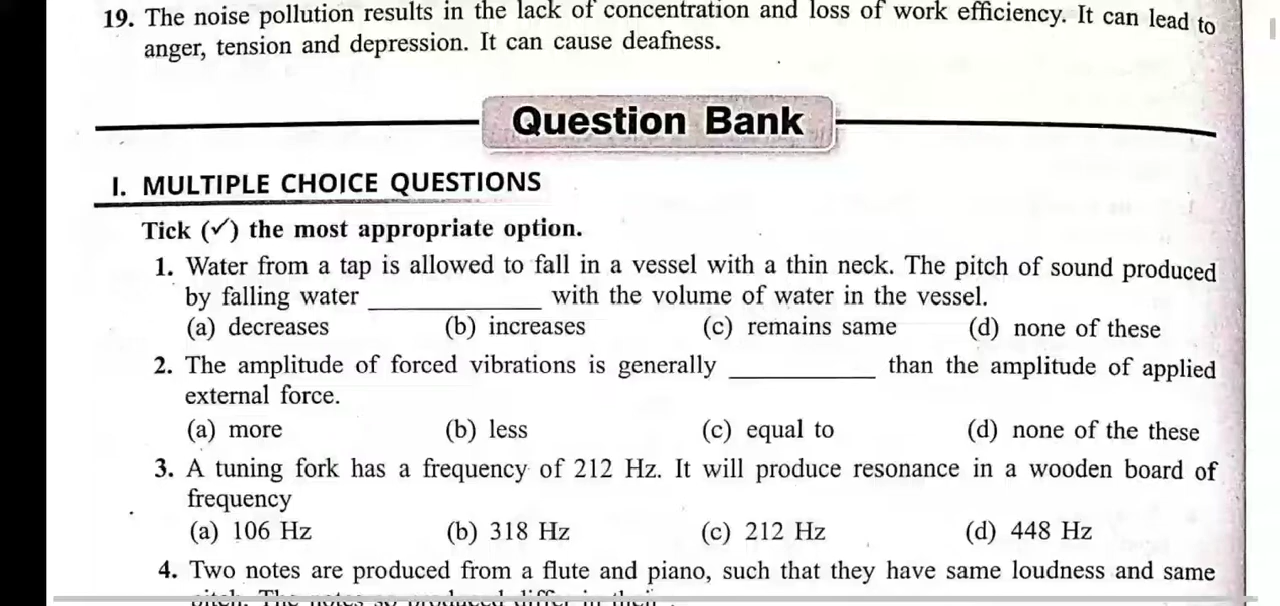 19. The noise pollution results in the lack of concentration and loss of work efficiency. It can lead to
anger, tension and depression. It can cause deafness.
Question Bank
I. MULTIPLE CHOICE QUESTIONS
Tick (✓) the most appropriate option.
1. Water from a tap is allowed to fall in a vessel with a thin neck. The pitch of sound produced
by falling water ____________ with the volume of water in the vessel.
(a) decreases (b) increases (c) remains same (d) none of these
2. The amplitude of forced vibrations is generally ____________ than the amplitude of applied
external force.
(a) more (b) less (c) equal to (d) none of the these
3. A tuning fork has a frequency of 212 Hz. It will produce resonance in a wooden board of
frequency
(a) 106 Hz (b) 318 Hz (c) 212 Hz (d) 448 Hz
4. Two notes are produced from a flute and piano, such that they have same loudness and same